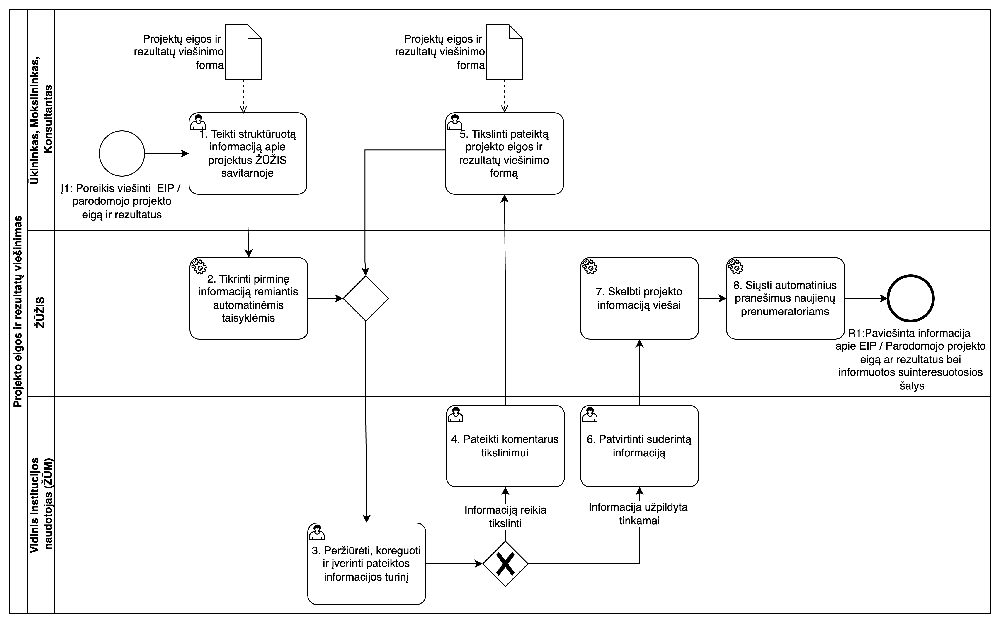 Projekto eigos ir rezultatų viešinimas
Ūkininkas, Mokslininkas,
Konsultantas
Projektų eigos ir
rezultatų viešinimo
forma
Projektų eigos ir
rezultatų viešinimo
forma
Į1: Poreikis viešinti  EIP /
parodomojo projekto
eigą ir rezultatus
1. Teikti struktūruotą
informaciją apie
projektus ŽŪŽIS
savitarnoje
5. Tikslinti pateiktą
projekto eigos ir
rezultatų viešinimo
formą
ŽŪŽIS
2. Tikrinti pirminę
informaciją remiantis
automatinėmis
taisyklėmis
7. Skelbti projekto
informaciją viešai
8. Siųsti automatinius
pranešimus naujienų
prenumeratoriams
R1:Paviešinta informacija
apie EIP / Parodomojo projekto
eigą ar rezultatus bei
informuotos suinteresuotosios
šalys
Vidinis institucijos
naudotojas (ŽŪM)
4. Pateikti komentarus
tikslinimui
6. Patvirtinti suderintą
informaciją
Informaciją reikia
tikslinti
Informacija užpildyta
tinkamai
3. Peržiūrėti, koreguoti
ir įverinti pateiktos
informacijos turinį